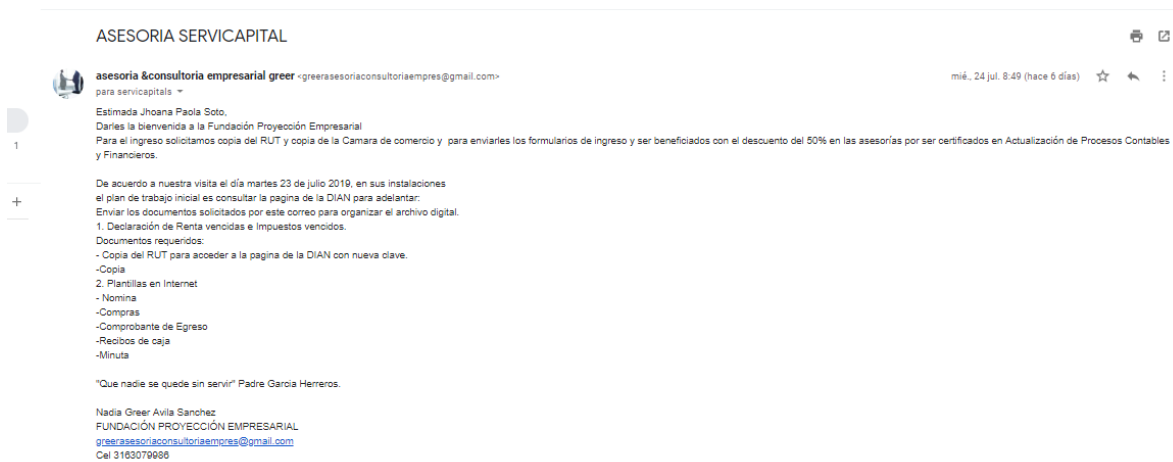 ASESORIA SERVICAPITAL
asesoria &consultoria empresarial greer <greerasesoriaconsultoriaempres@gmail.com>
mié., 24 jul. 8:49 (hace 6 días)
para servicapitals
Estimada Jhoana Paola Soto,
Darles la bienvenida a la Fundación Proyección Empresarial
Para el ingreso solicitamos copia del RUT y copia de la Camara de comercio y para enviarles los formularios de ingreso y ser beneficiados con el descuento del 50% en las asesorías por ser certificados en Actualización de Procesos Contables
1
y Financieros.
De acuerdo a nuestra visita el día martes 23 de julio 2019, en sus instalaciones
el plan de trabajo inicial es consultar la pagina de la DIAN para adelantar:
Enviar los documentos solicitados por este correo para organizar el archivo digital.
1. Declaración de Renta vencidas e Impuestos vencidos.
Documentos requeridos:
- Copia del RUT para acceder a la pagina de la DIAN con nueva clave.
-Copia
2. Plantillas en Internet
- Nomina
-Compras
-Comprobante de Egreso
-Recibos de caja
-Minuta
"Que nadie se quede sin servir" Padre Garcia Herreros.
Nadia Greer Avila Sanchez
FUNDACIÓN PROYECCIÓN EMPRESARIAL
greerasesoriaconsultoriaempres@gmail.com
Cel 3163079986